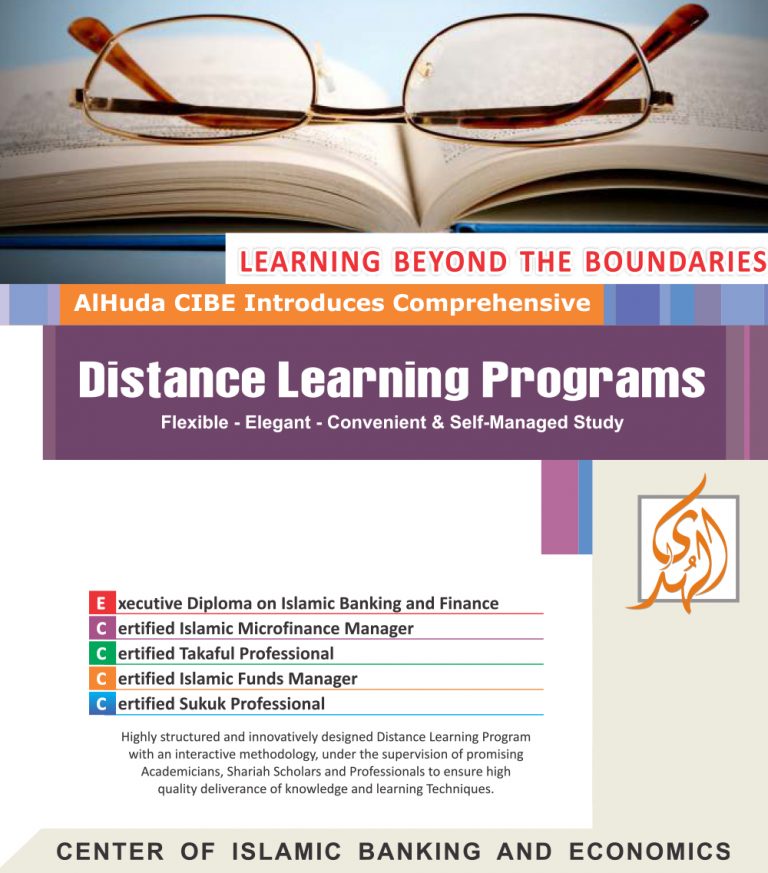 LEARNING BEYOND THE BOUNDARIES
AlHuda CIBE Introduces Comprehensive
Distance Learning Programs
Flexible - Elegant - Convenient & Self-Managed Study
الهدى
Executive Diploma on Islamic Banking and Finance
Certified Islamic Microfinance Manager
Certified Takaful Professional
Certified Islamic Funds Manager
Certified Sukuk Professional
Highly structured and innovatively designed Distance Learning Program
with an interactive methodology, under the supervision of promising
Academicians, Shariah Scholars and Professionals to ensure high
quality deliverance of knowledge and learning Techniques.
CENTER OF ISLAMIC BANKING AND ECONOMICS